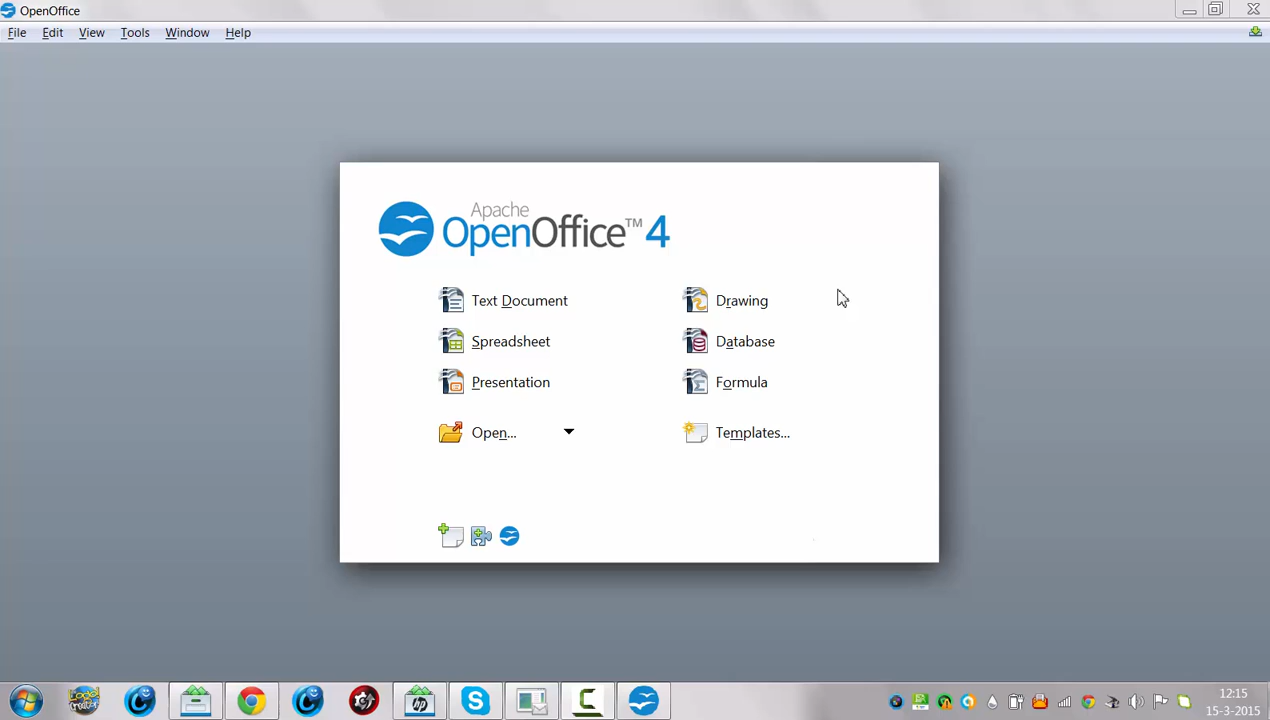 OpenOffice
File Edit View Tools Window Help
Apache
OpenOffice™ 4
Text Document Drawing
Spreadsheet Database
Presentation Formula
Open... Templates...
hp
12:15
15-3-2015